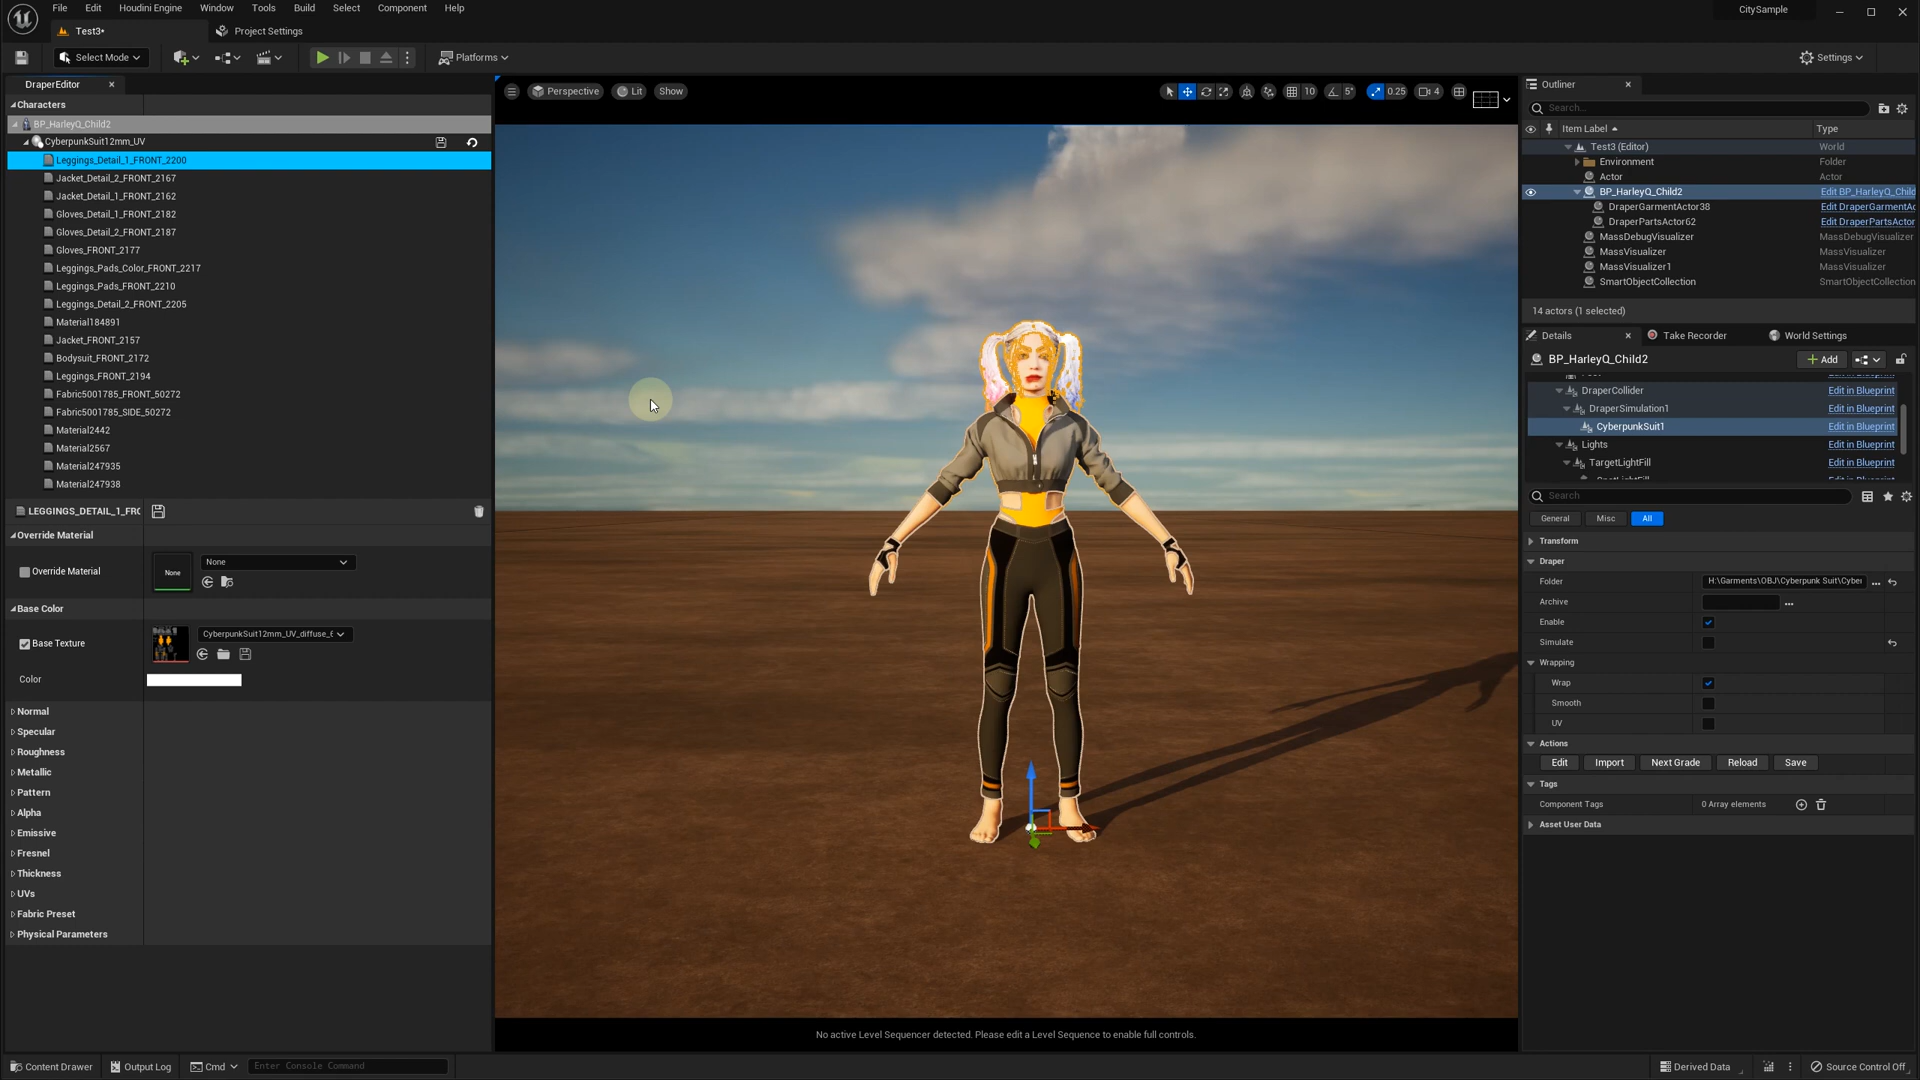 File Edit Houdini Engine Window Tools Build Select Component Help
CitySample
Test3*
Project Settings
Select Mode
Platforms
Settings
DraperEditor
Characters
BP_HarleyQ_Child2
CyberpunkSuit12mm_UV
Leggings_Detail_1_FRONT_2200
Jacket_Detail_2_FRONT_2167
Jacket_Detail_1_FRONT_2162
Gloves_Detail_1_FRONT_2182
Gloves_Detail_2_FRONT_2187
Gloves_FRONT_2177
Leggings_Pads_Color_FRONT_2217
Leggings_Pads_FRONT_2210
Leggings_Detail_2_FRONT_2205
Material184891
Jacket_FRONT_2157
Bodysuit_FRONT_2172
Leggings_FRONT_2194
Fabric5001785_FRONT_50272
Fabric5001785_SIDE_50272
Material2442
Material2567
Material247935
Material247938
LEGGINGS_DETAIL_1_FRO
Override Material
Override Material
None
None
Base Color
Base Texture
CyberpunkSuit12mm_UV_diffuse_6
Color
Normal
Specular
Roughness
Metallic
Pattern
Alpha
Emissive
Fresnel
Thickness
UVs
Fabric Preset
Physical Parameters
Perspective Lit Show
10 5° 0.25 4
No active Level Sequencer detected. Please edit a Level Sequence to enable full controls.
Outliner
Search...
Item Label Type
Test3 (Editor) World
Environment Folder
Actor Actor
BP_HarleyQ_Child2 Edit BP_HarleyQ_Child
DraperGarmentActor38 Edit DraperGarmentAc
DraperPartsActor62 Edit DraperPartsActor
MassDebugVisualizer MassDebugVisualizer
MassVisualizer MassVisualizer
MassVisualizer1 MassVisualizer
SmartObjectCollection SmartObjectCollection
14 actors (1 selected)
Details Take Recorder World Settings
BP_HarleyQ_Child2
Add
DraperCollider Edit in Blueprint
DraperSimulation1 Edit in Blueprint
CyberpunkSuit1 Edit in Blueprint
Lights Edit in Blueprint
TargetLightFill Edit in Blueprint
Search
General Misc All
Transform
Draper
Folder H:\Garments\OBJ\Cyberpunk Suit\Cyber
Archive
Enable
Simulate
Wrapping
Wrap
Smooth
UV
Actions
Edit Import Next Grade Reload Save
Tags
Component Tags 0 Array elements
Asset User Data
Content Drawer Output Log Cmd Enter Console Command
Derived Data Source Control Off